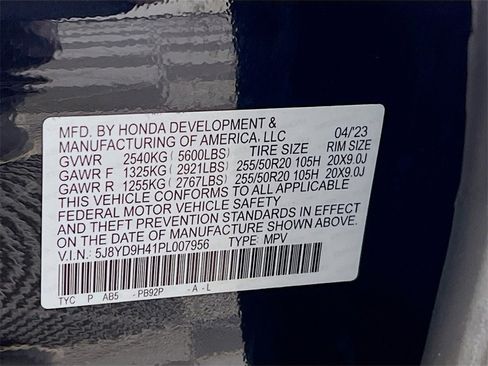 MFD. BY HONDA DEVELOPMENT &
MANUFACTURING OF AMERICA, LLC 04/'23
GVWR 2540KG ( 5600LBS) TIRE SIZE RIM SIZE
GAWR F 1325KG ( 2921LBS) 255/50R20 105H 20X9.0J
GAWR R 1255KG ( 2767LBS) 255/50R20 105H 20X9.0J
THIS VEHICLE CONFORMS TO ALL APPLICABLE
FEDERAL MOTOR VEHICLE SAFETY
AND THEFT PREVENTION STANDARDS IN EFFECT
ON THE DATE OF MANUFACTURE SHOWN ABOVE.
V.I.N.: 5J8YD9H41PL007956 TYPE: MPV
TYC P AB5 -PB92P -A-L